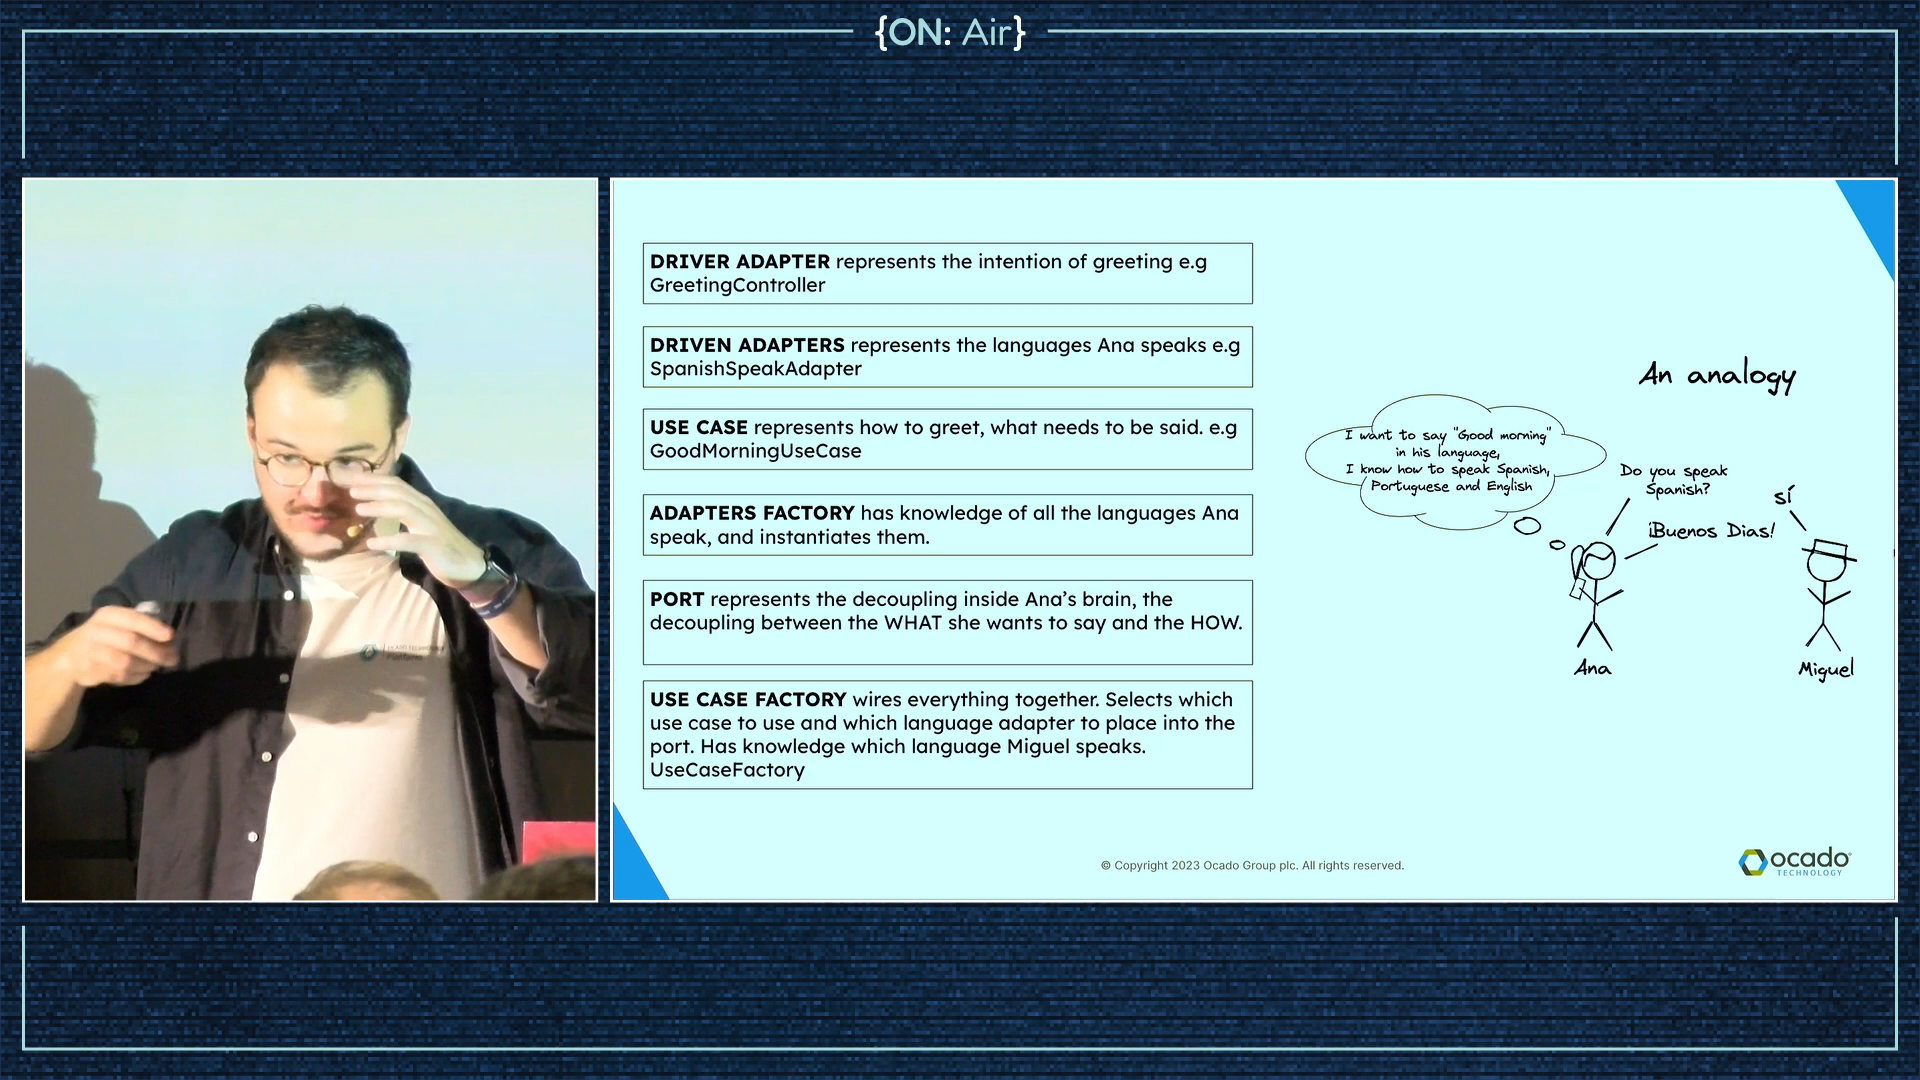 {ON: Air}
DRIVER ADAPTER represents the intention of greeting e.g
GreetingController
DRIVEN ADAPTERS represents the languages Ana speaks e.g
SpanishSpeakAdapter
USE CASE represents how to greet, what needs to be said. e.g
GoodMorningUseCase
ADAPTERS FACTORY has knowledge of all the languages Ana
speak, and instantiates them.
PORT represents the decoupling inside Ana’s brain, the
decoupling between the WHAT she wants to say and the HOW.
USE CASE FACTORY wires everything together. Selects which
use case to use and which language adapter to place into the
port. Has knowledge which language Miguel speaks.
UseCaseFactory
An analogy
I want to say "Good morning"
in his language,
I know how to speak Spanish,
Portuguese and English
Do you speak
Spanish?
sí
¡Buenos Dias!
Ana
Miguel
© Copyright 2023 Ocado Group plc. All rights reserved.
ocado
TECHNOLOGY